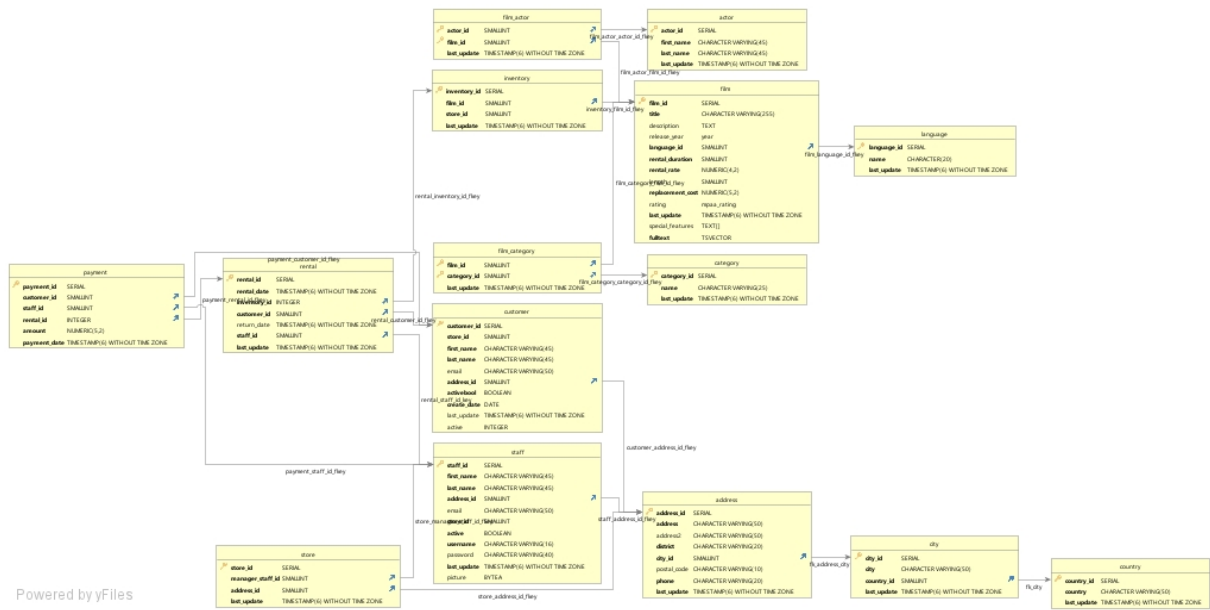 film_actor
actor_id SMALLINT
film_id SMALLINT
last_update TIMESTAMP(6) WITHOUT TIME ZONE
film_actor_actor_id_fkey
film_actor_film_id_fkey
actor
actor_id SERIAL
first_name CHARACTER VARYING(45)
last_name CHARACTER VARYING(45)
last_update TIMESTAMP(6) WITHOUT TIME ZONE
inventory
inventory_id SERIAL
film_id SMALLINT
store_id SMALLINT
last_update TIMESTAMP(6) WITHOUT TIME ZONE
inventory_film_id_fkey
film
film_id SERIAL
title CHARACTER VARYING(255)
description TEXT
release_year year
language_id SMALLINT
rental_duration SMALLINT
rental_rate NUMERIC(4,2)
SMALLINT
replacement_cost NUMERIC(5,2)
rating mpaa_rating
last_update TIMESTAMP(6) WITHOUT TIME ZONE
special_features TEXT[]
fulltext TSVECTOR
film_language_id_fkey
language
language_id SERIAL
name CHARACTER(20)
last_update TIMESTAMP(6) WITHOUT TIME ZONE
film_category_film_id_fkey
rental_inventory_id_fkey
film_category
film_id SMALLINT
category_id SMALLINT
last_update TIMESTAMP(6) WITHOUT TIME ZONE
film_category_category_id_fkey
category
category_id SERIAL
name CHARACTER VARYING(25)
last_update TIMESTAMP(6) WITHOUT TIME ZONE
payment
payment_id SERIAL
customer_id SMALLINT
staff_id SMALLINT
rental_id INTEGER
amount NUMERIC(5,2)
payment_date TIMESTAMP(6) WITHOUT TIME ZONE
payment_customer_id_fkey
payment_rental_id_fkey
rental
rental_id SERIAL
rental_date TIMESTAMP(6) WITHOUT TIME ZONE
inventory_id INTEGER
customer_id SMALLINT
return_date TIMESTAMP(6) WITHOUT TIME ZONE
staff_id SMALLINT
last_update TIMESTAMP(6) WITHOUT TIME ZONE
rental_customer_id_fkey
customer
customer_id SERIAL
store_id SMALLINT
first_name CHARACTER VARYING(45)
last_name CHARACTER VARYING(45)
email CHARACTER VARYING(50)
address_id SMALLINT
activebool BOOLEAN
create_date DATE
last_update TIMESTAMP(6) WITHOUT TIME ZONE
active INTEGER
rental_staff_id_key
customer_address_id_fkey
payment_staff_id_fkey
staff
staff_id SERIAL
first_name CHARACTER VARYING(45)
last_name CHARACTER VARYING(45)
address_id SMALLINT
email CHARACTER VARYING(50)
SMALLINT
active BOOLEAN
username CHARACTER VARYING(16)
password CHARACTER VARYING(40)
last_update TIMESTAMP(6) WITHOUT TIME ZONE
picture BYTEA
staff_address_id_fkey
store
store_id SERIAL
manager_staff_id SMALLINT
address_id SMALLINT
last_update TIMESTAMP(6) WITHOUT TIME ZONE
store_address_id_fkey
address
address_id SERIAL
address CHARACTER VARYING(50)
address2 CHARACTER VARYING(50)
district CHARACTER VARYING(20)
city_id SMALLINT
postal_code CHARACTER VARYING(10)
phone CHARACTER VARYING(20)
last_update TIMESTAMP(6) WITHOUT TIME ZONE
fk_address_city
city
city_id SERIAL
city CHARACTER VARYING(50)
country_id SMALLINT
last_update TIMESTAMP(6) WITHOUT TIME ZONE
fk_city
country
country_id SERIAL
country CHARACTER VARYING(50)
last_update TIMESTAMP(6) WITHOUT TIME ZONE
Powered by yFiles